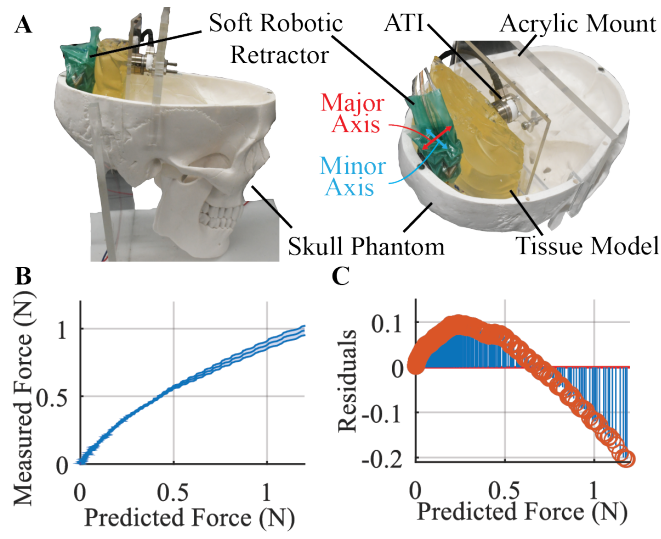 A
Soft Robotic
Retractor
ATI
Acrylic Mount
Major
Axis
Minor
Axis
Skull Phantom
Tissue Model
B
Measured Force (N)
1
0.5
0
0
0.5
1
Predicted Force (N)
C
Residuals
0.1
0
-0.1
-0.2
0
0.5
1
Predicted Force (N)